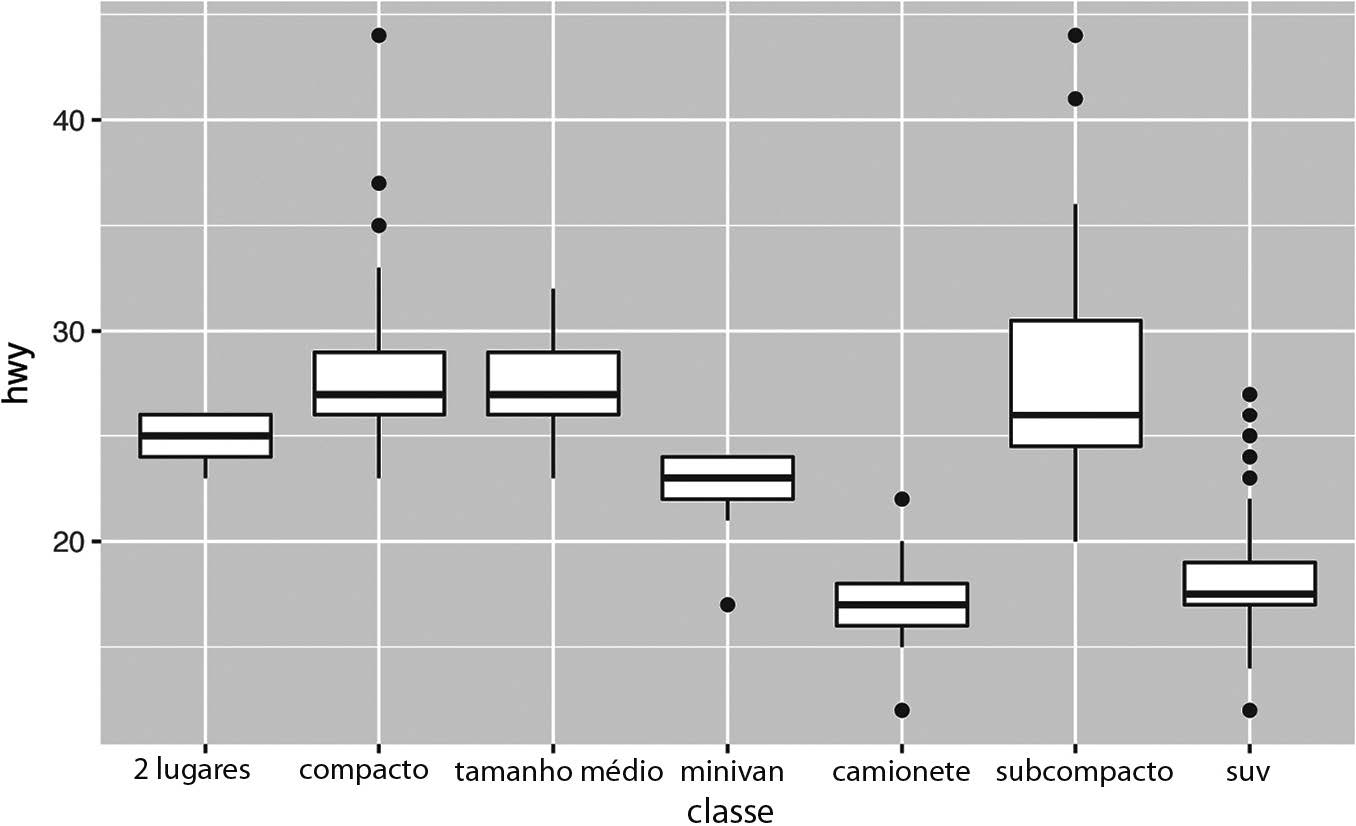 40
30
20
hwy
2 lugares compacto tamanho médio minivan camionete subcompacto suv
classe